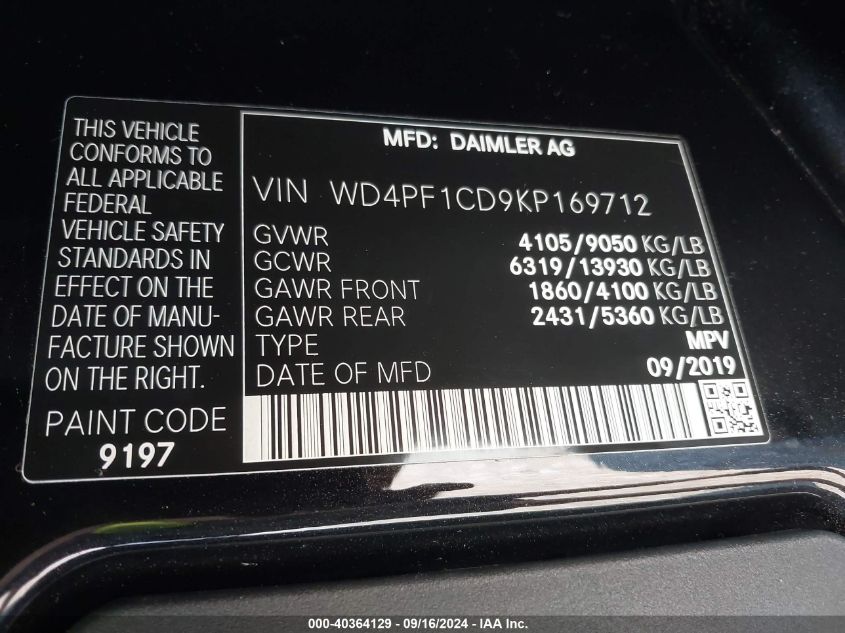 THIS VEHICLE
CONFORMS TO
ALL APPLICABLE
FEDERAL
VEHICLE SAFETY
STANDARDS IN
EFFECT ON THE
DATE OF MANU-
FACTURE SHOWN
ON THE RIGHT.
PAINT CODE
9197
MFD: DAIMLER AG
VIN WD4PF1CD9KP169712
GVWR 4105/9050 KG/LB
GCWR 6319/13930 KG/LB
GAWR FRONT 1860/4100 KG/LB
GAWR REAR 2431/5360 KG/LB
TYPE MPV
DATE OF MFD 09/2019
000-40364129 - 09/16/2024 - IAA Inc.